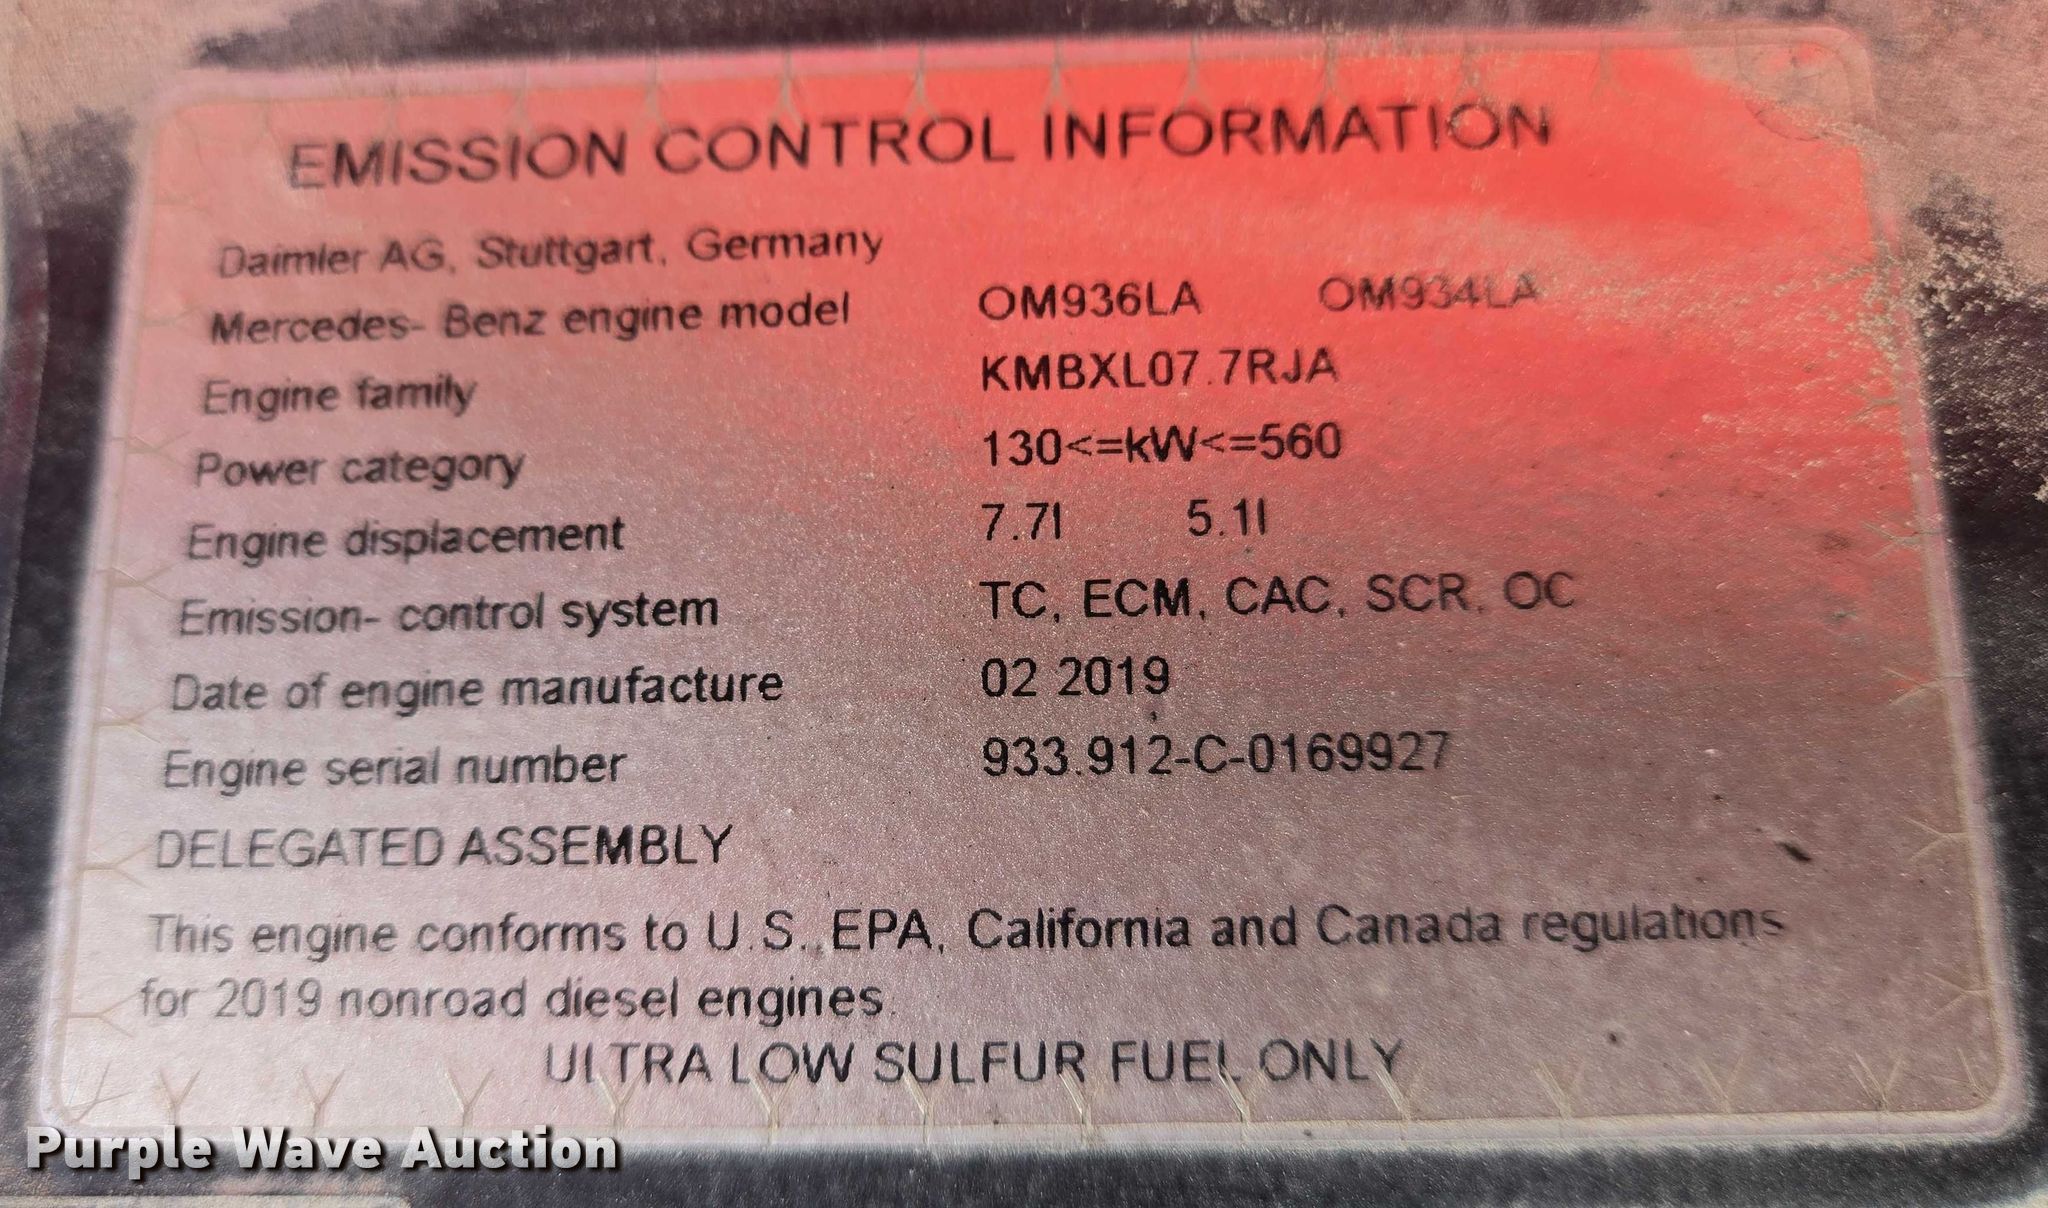 EMISSION CONTROL INFORMATION
Daimler AG, Stuttgart, Germany
Mercedes- Benz engine model OM936LA OM934LA
Engine family KMBXL07.7RJA
Power category 130<=kW<=560
Engine displacement 7.7l 5.1l
Emission- control system TC, ECM, CAC, SCR, OC
Date of engine manufacture 02 2019
Engine serial number 933.912-C-0169927
DELEGATED ASSEMBLY
This engine conforms to U.S., EPA, California and Canada regulations
for 2019 nonroad diesel engines.
ULTRA LOW SULFUR FUEL ONLY
Purple Wave Auction